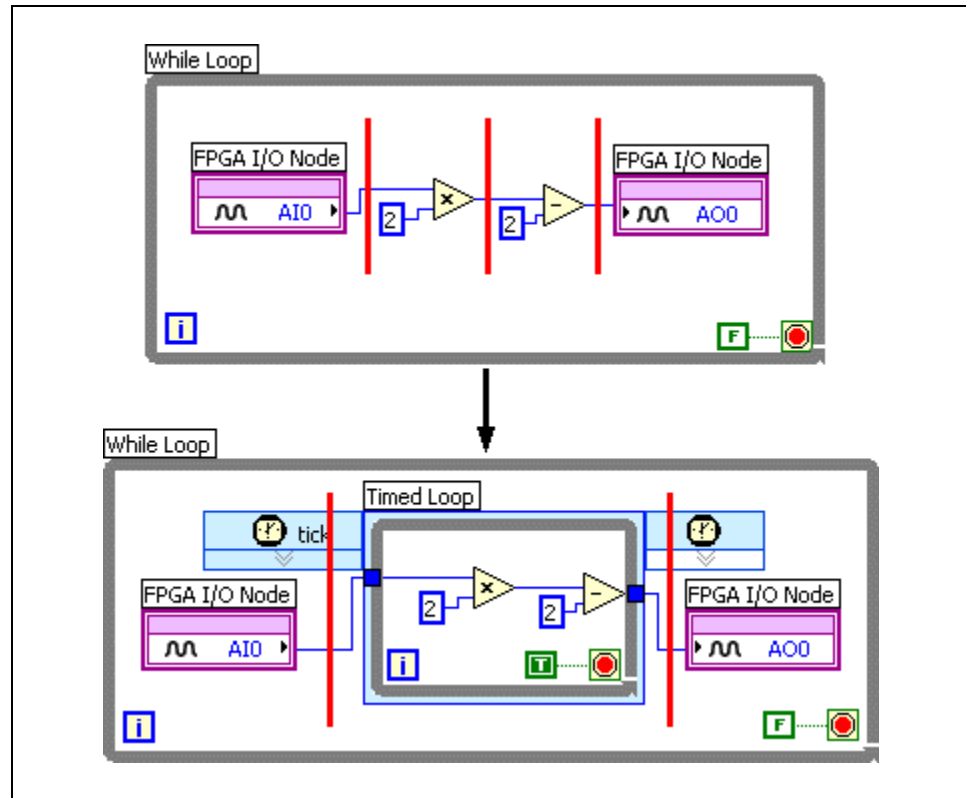 While Loop
FPGA I/O Node
FPGA I/O Node
AI0
AO0
2
2
i
F
While Loop
Timed Loop
tick
FPGA I/O Node
FPGA I/O Node
2
2
AI0
AO0
i
T
i
F